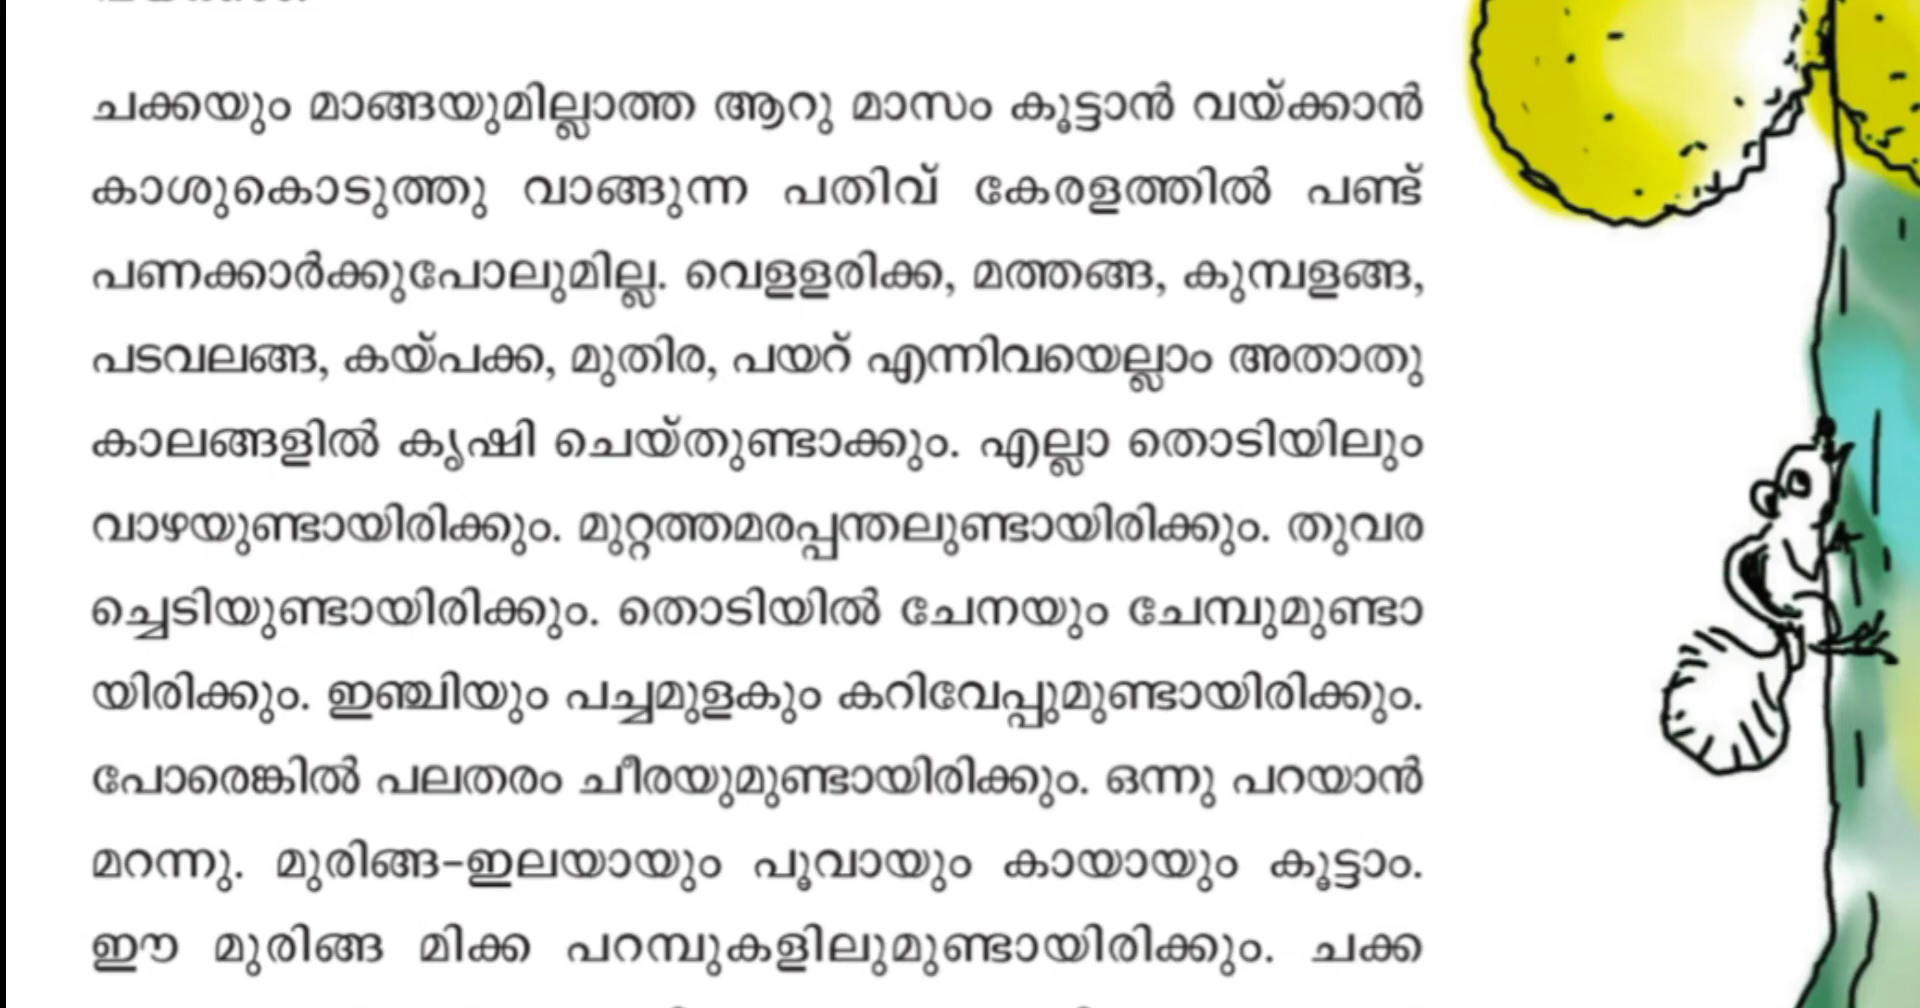 ചക്കയും മാങ്ങയുമില്ലാത്ത ആറു മാസം കൂട്ടാൻ വയ്ക്കാൻ
കാശുകൊടുത്തു വാങ്ങുന്ന പതിവ് കേരളത്തിൽ പണ്ട്
പണക്കാർക്കുപോലുമില്ല. വെളളരിക്ക, മത്തങ്ങ, കുമ്പളങ്ങ,
പടവലങ്ങ, കയ്പക്ക, മുതിര, പയറ് എന്നിവയെല്ലാം അതാതു
കാലങ്ങളിൽ കൃഷി ചെയ്തുണ്ടാക്കും. എല്ലാ തൊടിയിലും
വാഴയുണ്ടായിരിക്കും. മുറ്റത്തമരപ്പന്തലുണ്ടായിരിക്കും. തുവര
ച്ചെടിയുണ്ടായിരിക്കും. തൊടിയിൽ ചേനയും ചേമ്പുമുണ്ടാ
യിരിക്കും. ഇഞ്ചിയും പച്ചമുളകും കറിവേപ്പുമുണ്ടായിരിക്കും.
പോരെങ്കിൽ പലതരം ചീരയുമുണ്ടായിരിക്കും. ഒന്നു പറയാൻ
മറന്നു. മുരിങ്ങ-ഇലയായും പൂവായും കായായും കൂട്ടാം.
ഈ മുരിങ്ങ മിക്ക പറമ്പുകളിലുമുണ്ടായിരിക്കും. ചക്ക